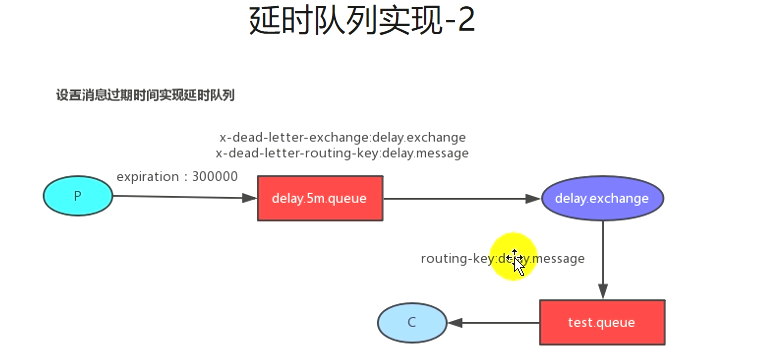 延时队列实现-2
设置消息过期时间实现延时队列
x-dead-letter-exchange:delay.exchange
x-dead-letter-routing-key:delay.message
expiration：300000
P
delay.5m.queue
delay.exchange
routing-key:delay.message
C
test.queue